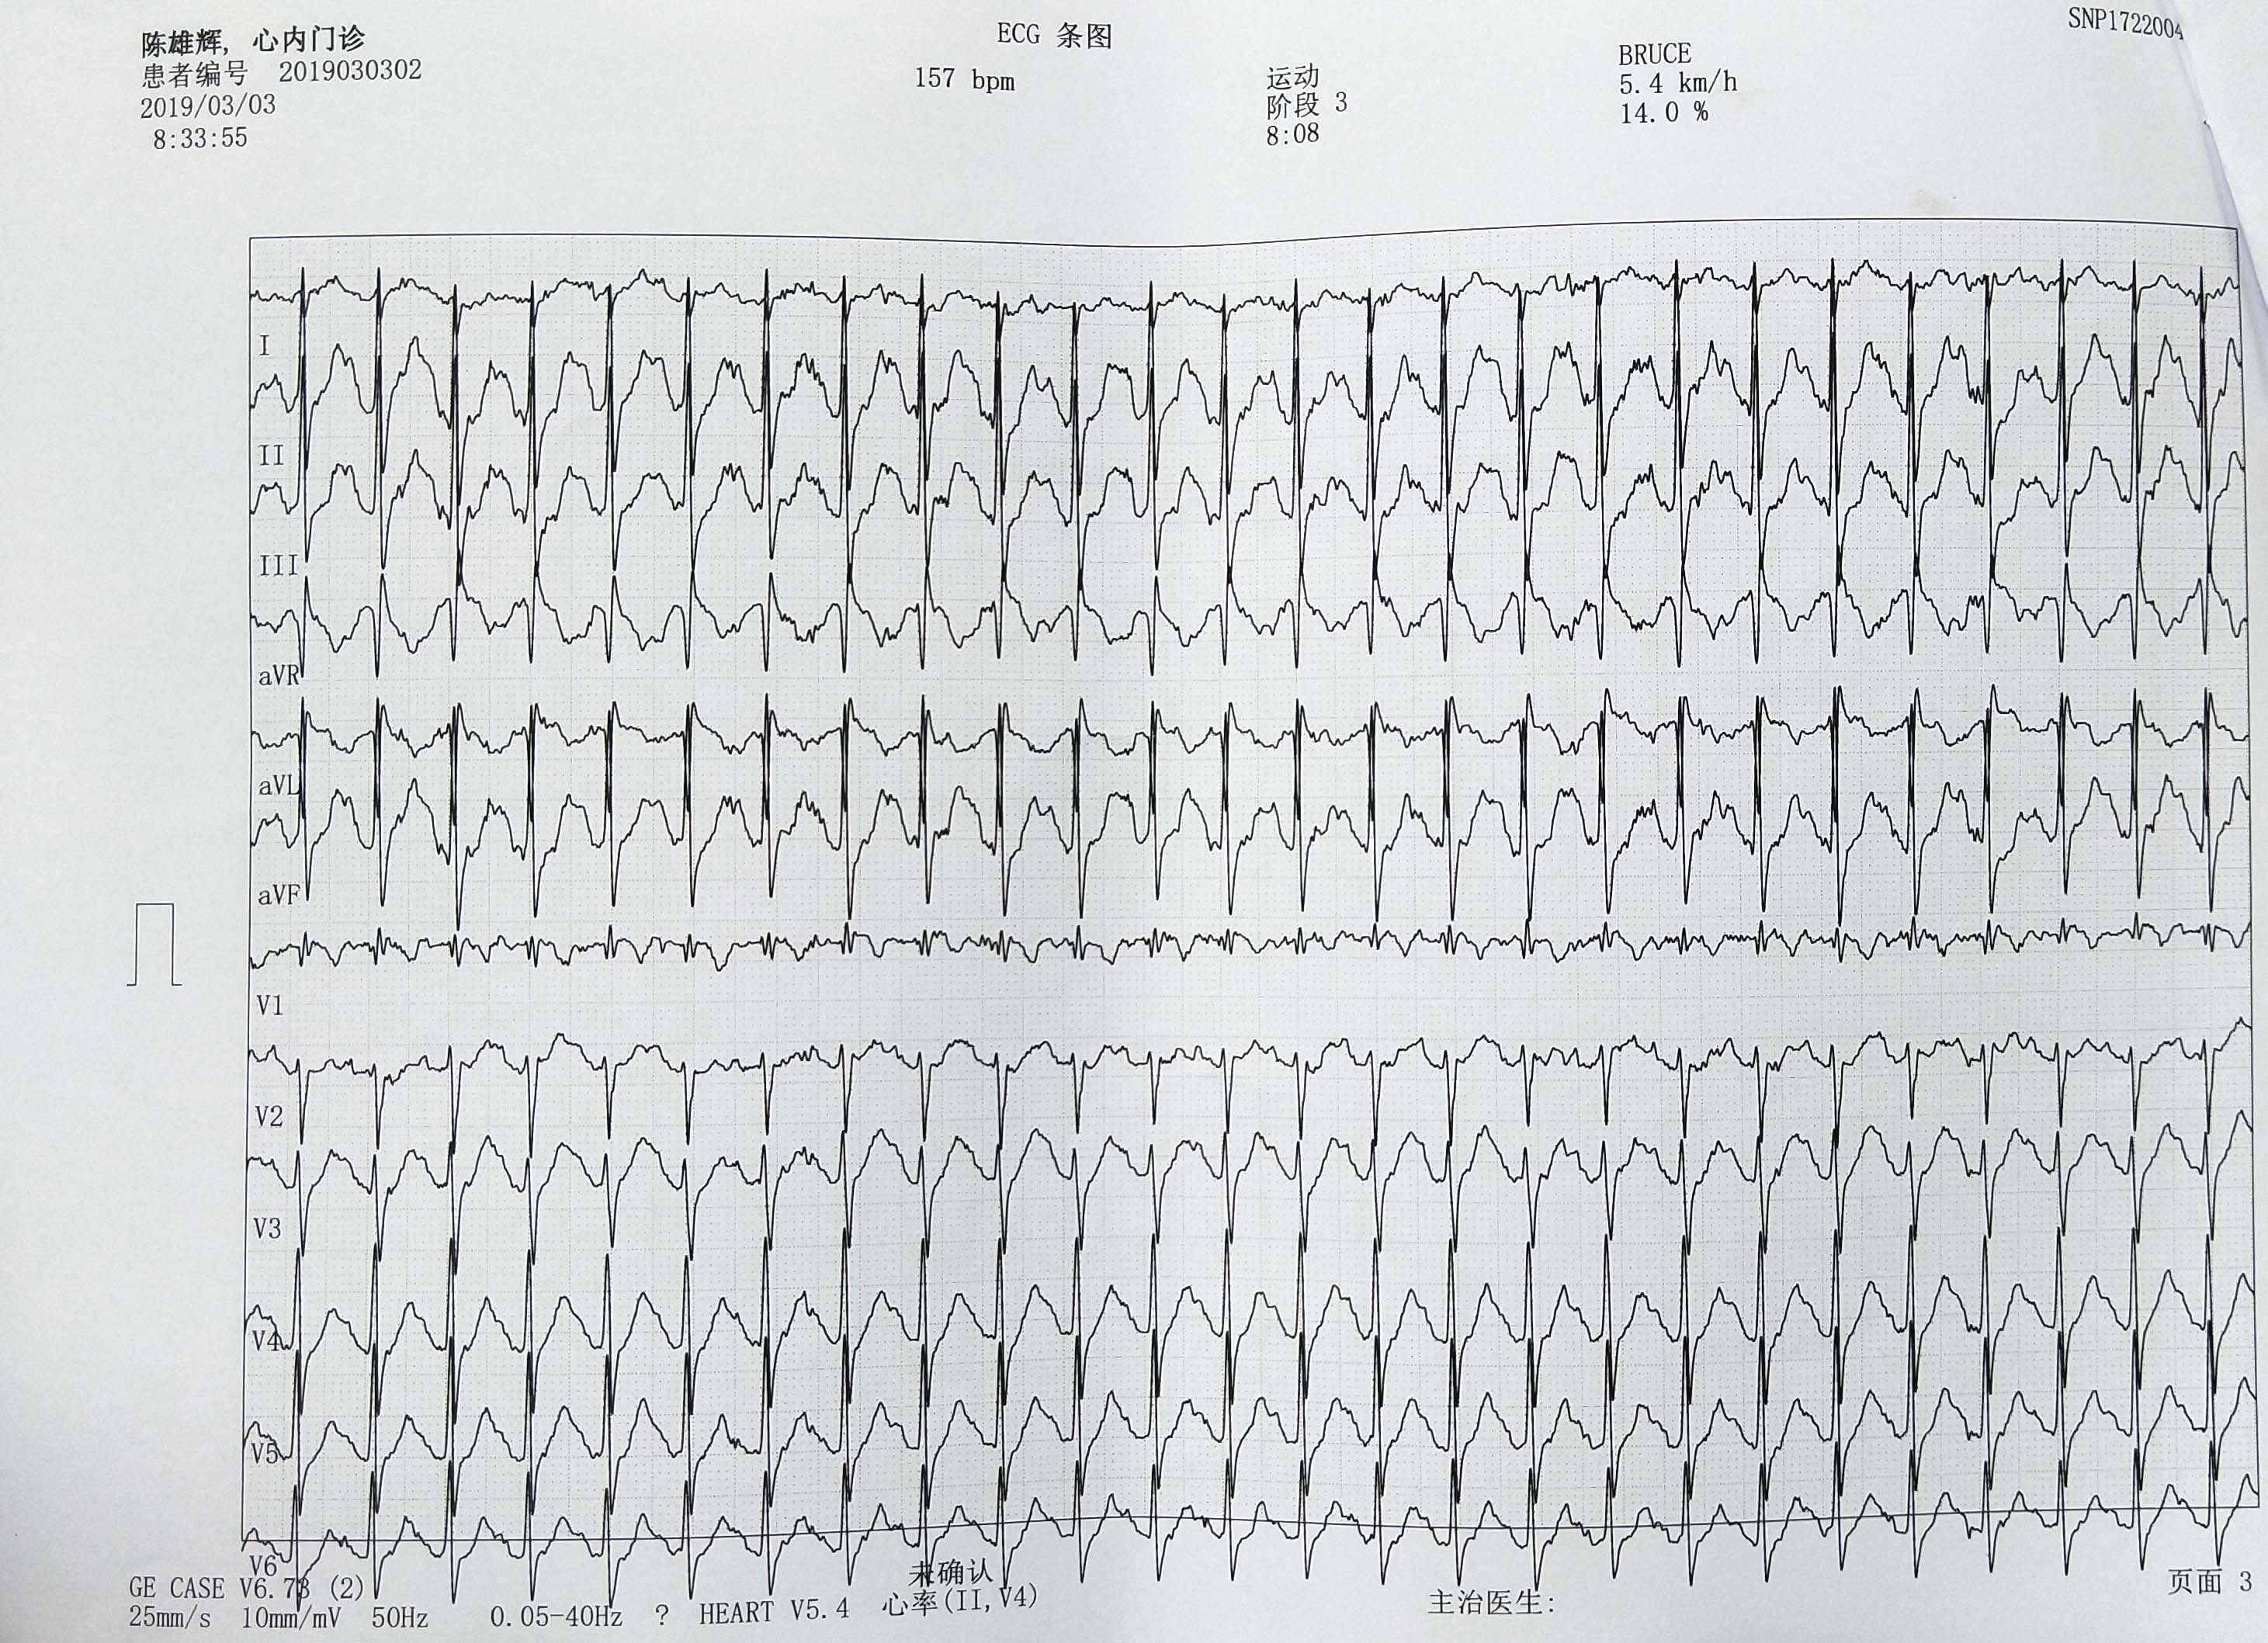 陈雄辉, 心内门诊
患者编号 2019030302
2019/03/03
8:33:55
ECG 条图
157 bpm
运动
阶段 3
8:08
BRUCE
5.4 km/h
14.0 %
SNP1722004
I
II
III
aVR
aVL
aVF
V1
V2
V3
V4
V5
V6
GE CASE V6.73 (2)
25mm/s 10mm/mV 50Hz 0.05-40Hz ? HEART V5.4 心率(II,V4)
未确认
主治医生:
页面 3